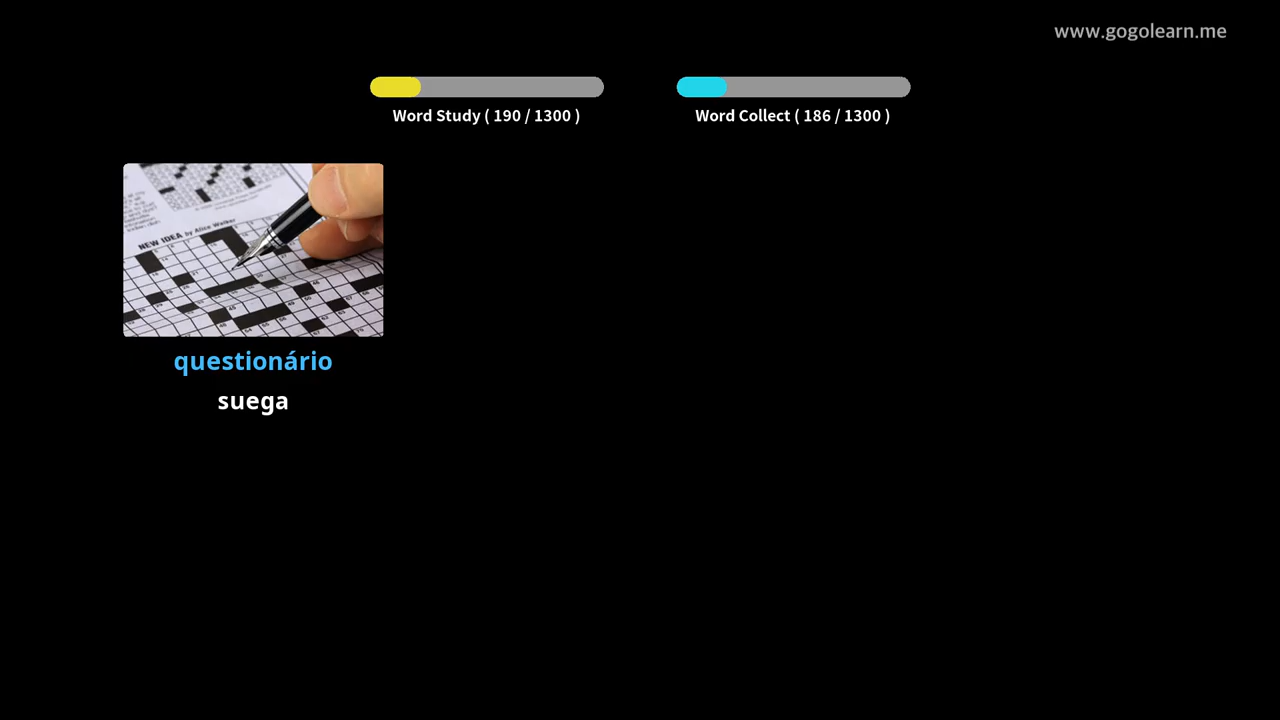 www.gogolearn.me
Word Study ( 190 / 1300 )
Word Collect ( 186 / 1300 )
NEW IDEA by Alice Walker
questionário
suega